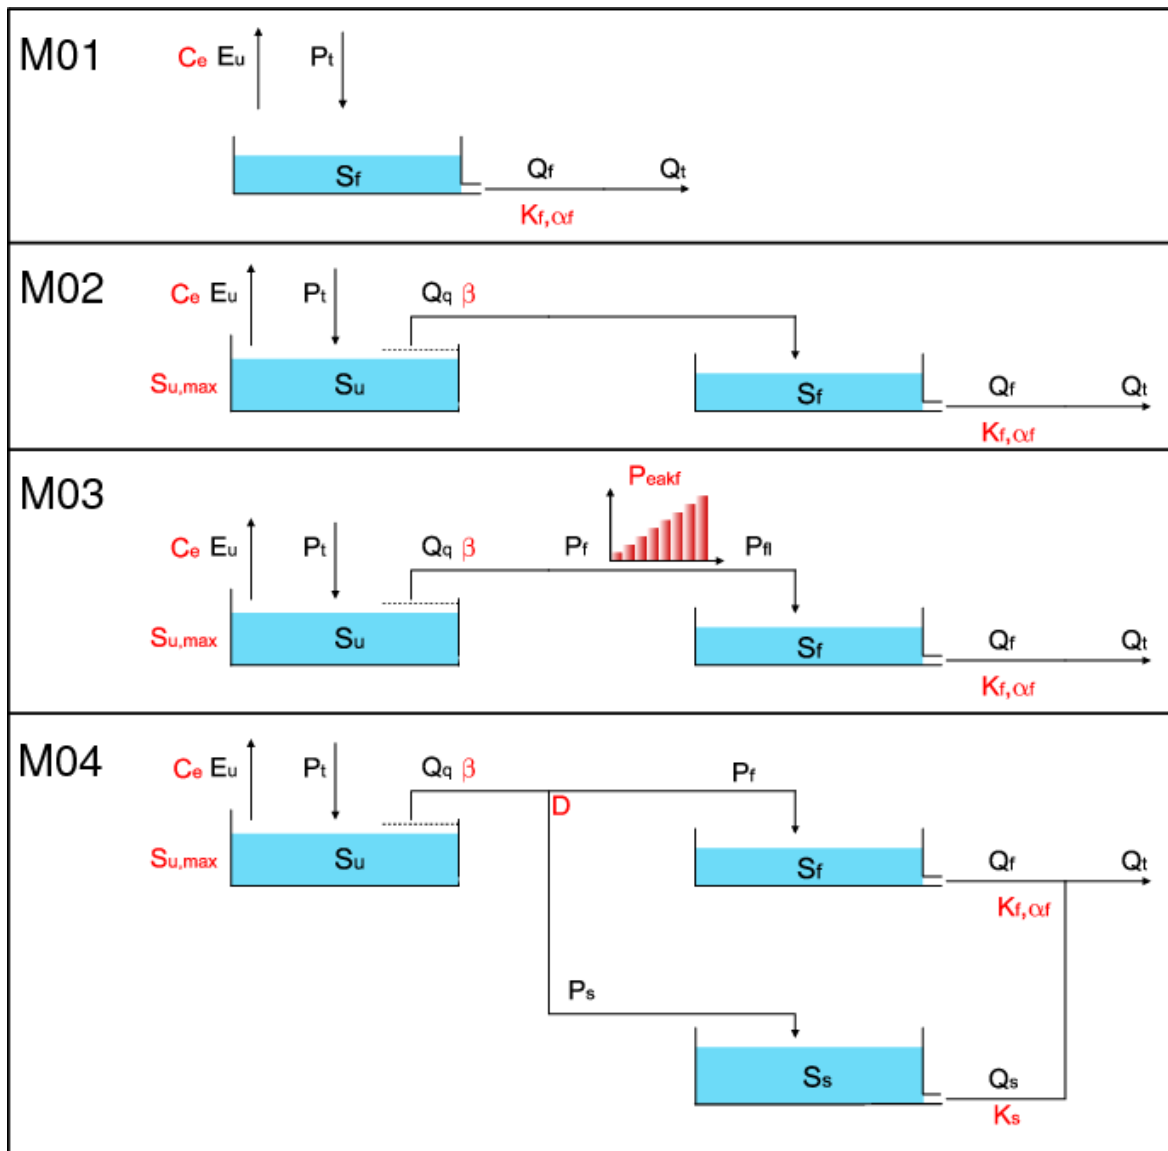 M01
Ce Eu Pt
Sf
Qf Qt
Kf,αf
M02
Ce Eu Pt Qq β
Su,max Su Sf
Qf Qt
Kf,αf
M03
Peakf
Ce Eu Pt Qq β Pf Pfl
Su,max Su Sf
Qf Qt
Kf,αf
M04
Ce Eu Pt Qq β Pf
D
Su,max Su Sf
Qf Qt
Kf,αf
Ps
Ss
Qs
Ks